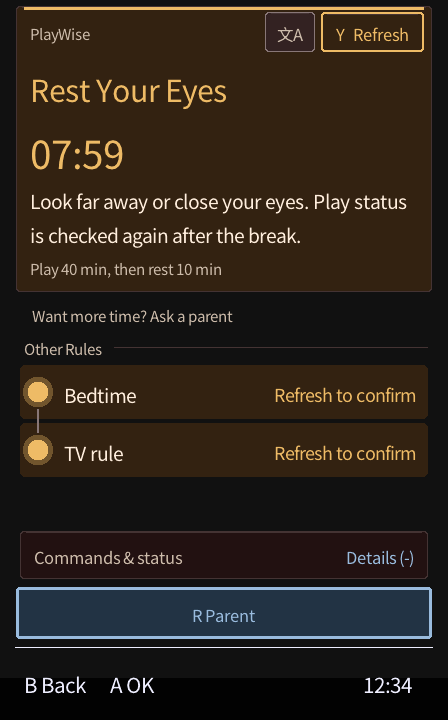 PlayWise
文A
Y Refresh
Rest Your Eyes
07:59
Look far away or close your eyes. Play status
is checked again after the break.
Play 40 min, then rest 10 min
Want more time? Ask a parent
Other Rules
Bedtime
Refresh to confirm
TV rule
Refresh to confirm
Commands & status
Details (-)
R Parent
B Back
A OK
12:34